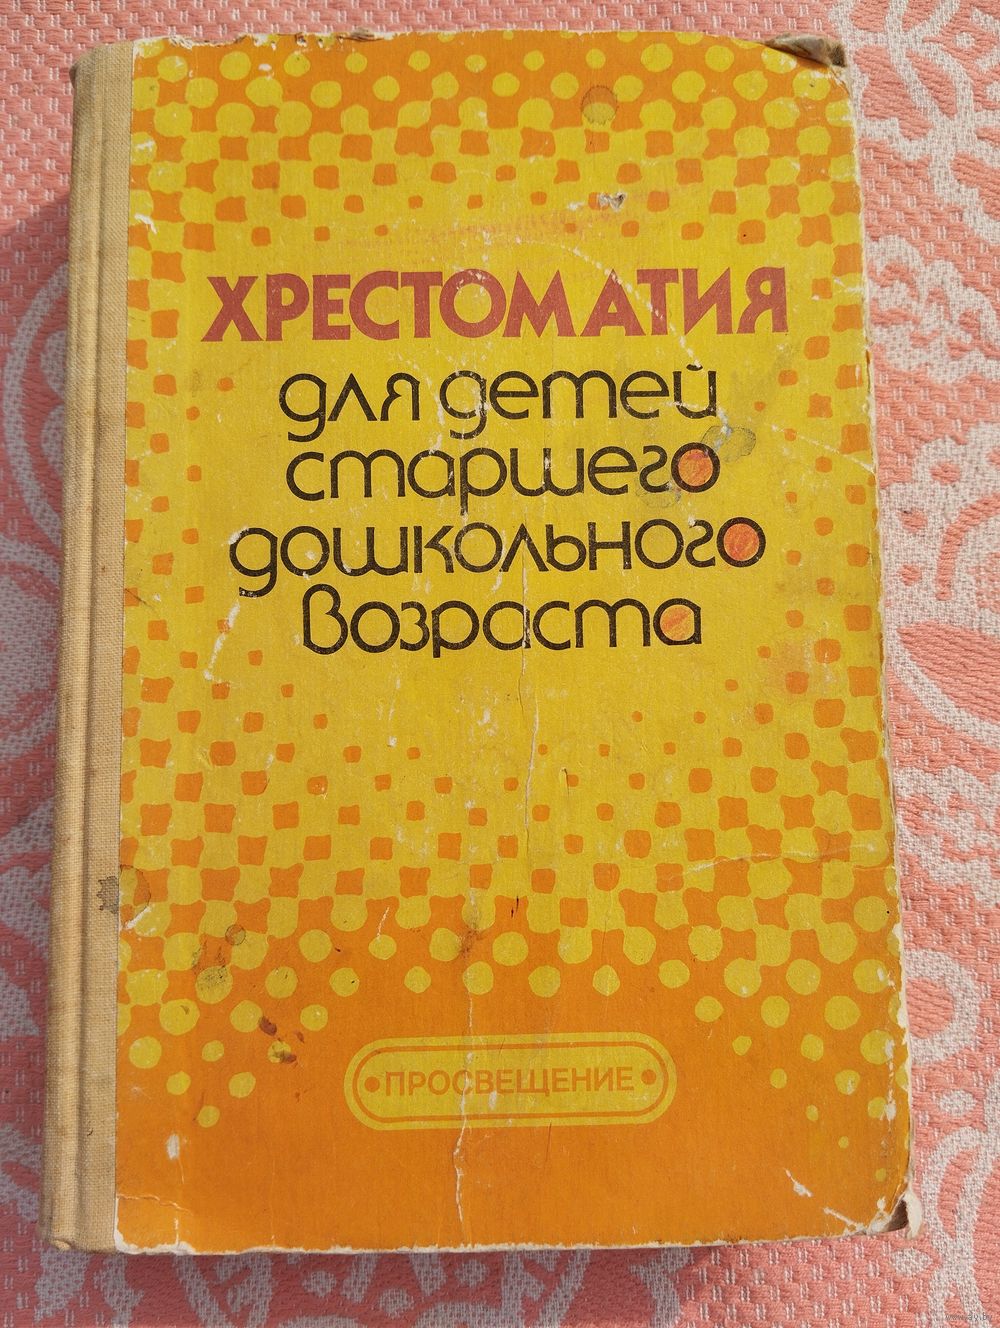 ХРЕСТОМАТИЯ
для детей
старшего
дошкольного
возраста
•ПРОСВЕЩЕНИЕ•